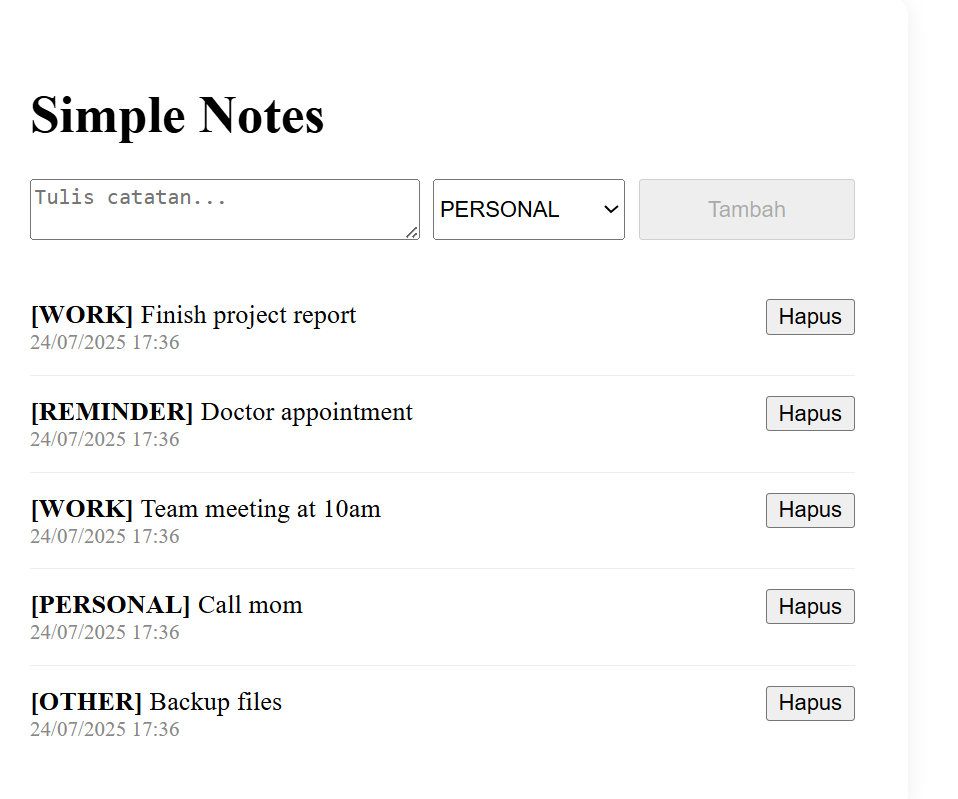 Simple Notes
Tulis catatan...
PERSONAL
Tambah
[WORK] Finish project report
Hapus
24/07/2025 17:36
[REMINDER] Doctor appointment
Hapus
24/07/2025 17:36
[WORK] Team meeting at 10am
Hapus
24/07/2025 17:36
[PERSONAL] Call mom
Hapus
24/07/2025 17:36
[OTHER] Backup files
Hapus
24/07/2025 17:36